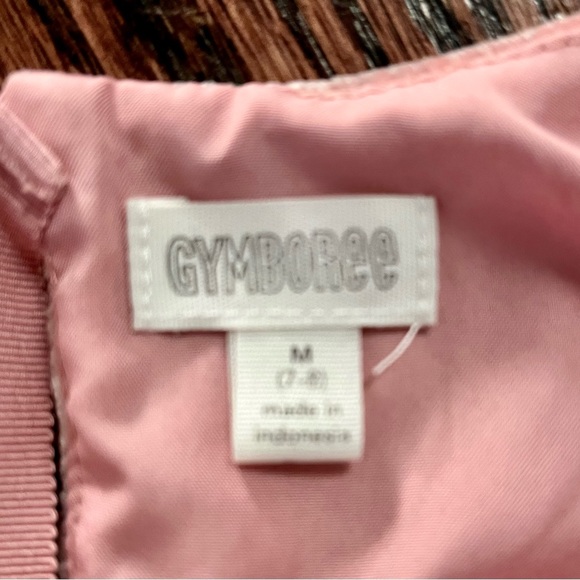 GYMBOREE
M
(7-8)
made in
indonesia